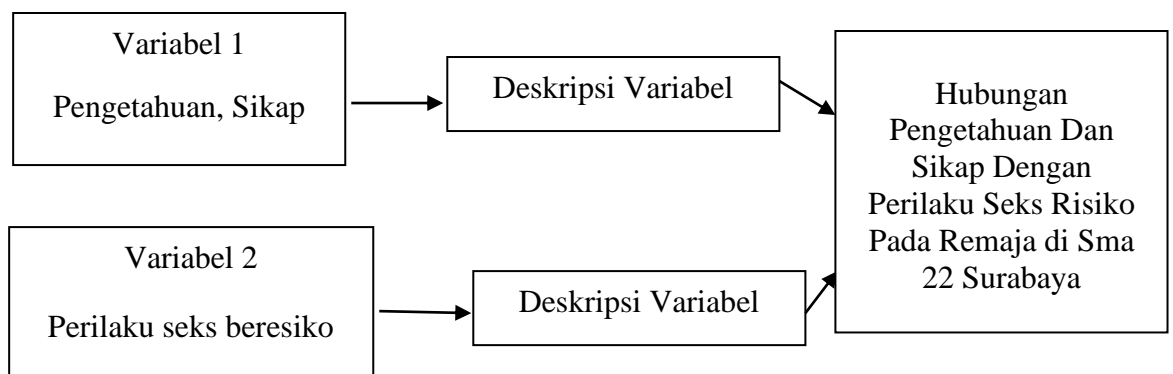 Variabel 1
Pengetahuan, Sikap
Deskripsi Variabel
Hubungan
Pengetahuan Dan
Sikap Dengan
Perilaku Seks Risiko
Pada Remaja di Sma
22 Surabaya
Variabel 2
Perilaku seks beresiko
Deskripsi Variabel